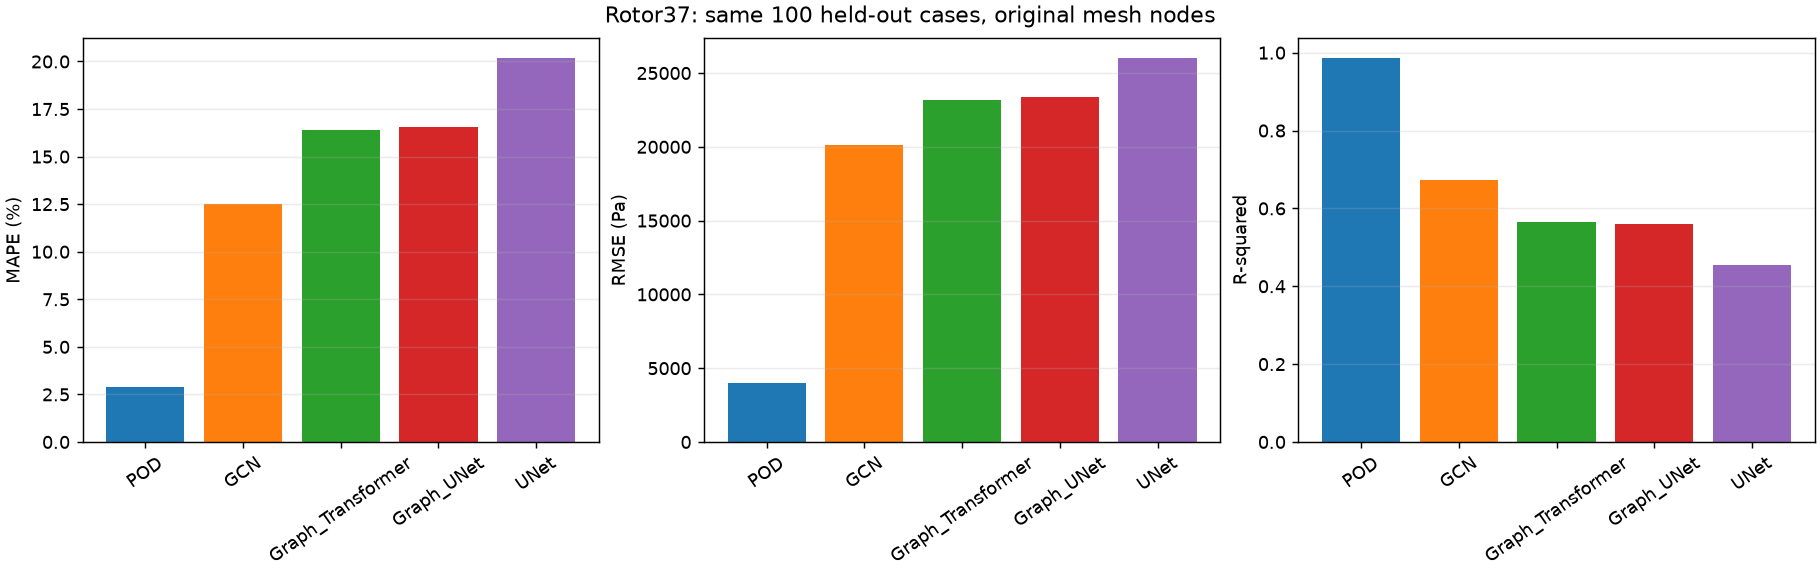 Rotor37: same 100 held-out cases, original mesh nodes
MAPE (%)
20.0
17.5
15.0
12.5
10.0
7.5
5.0
2.5
0.0
POD
GCN
Graph_Transformer
Graph_UNet
UNet
RMSE (Pa)
25000
20000
15000
10000
5000
0
POD
GCN
Graph_Transformer
Graph_UNet
UNet
R-squared
1.0
0.8
0.6
0.4
0.2
0.0
POD
GCN
Graph_Transformer
Graph_UNet
UNet